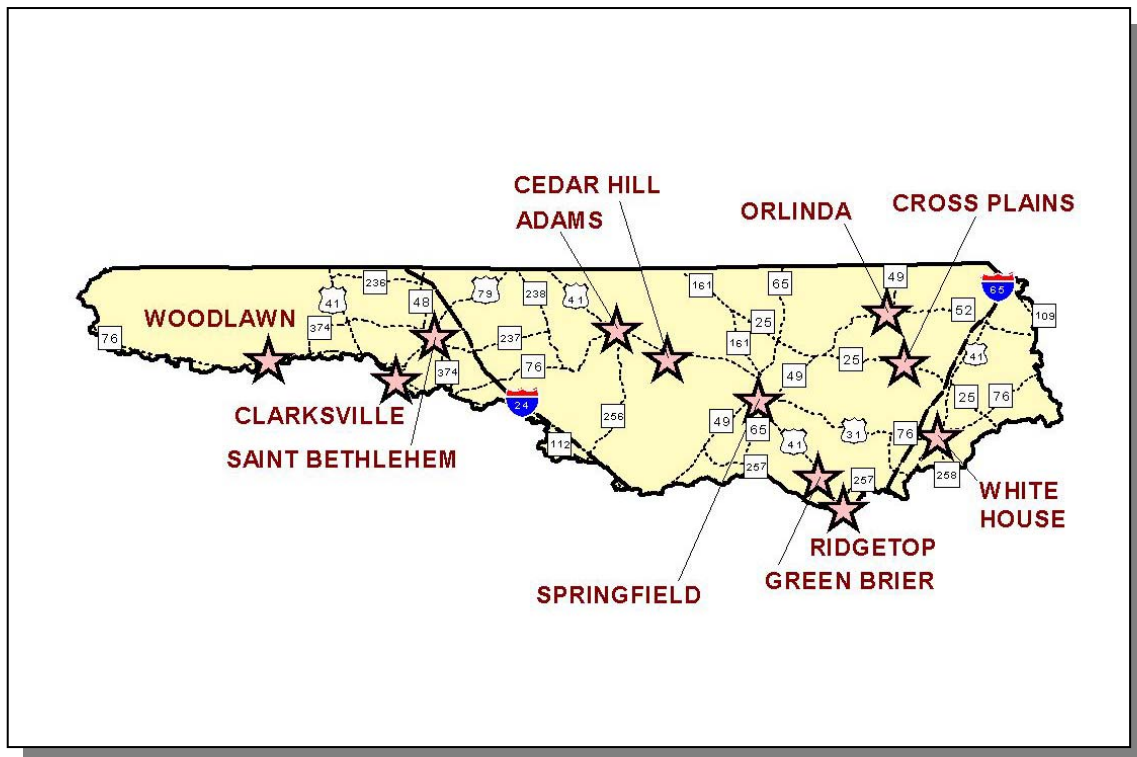 CEDAR HILL
ADAMS
ORLINDA
CROSS PLAINS
WOODLAWN
CLARKSVILLE
SAINT BETHLEHEM
SPRINGFIELD
WHITE
HOUSE
RIDGETOP
GREEN BRIER
236
41
48
79
238
41
161
65
49
65
76
374
237
25
52
109
161
374
76
49
25
41
24
256
49
65
41
31
76
25
76
112
257
257
258